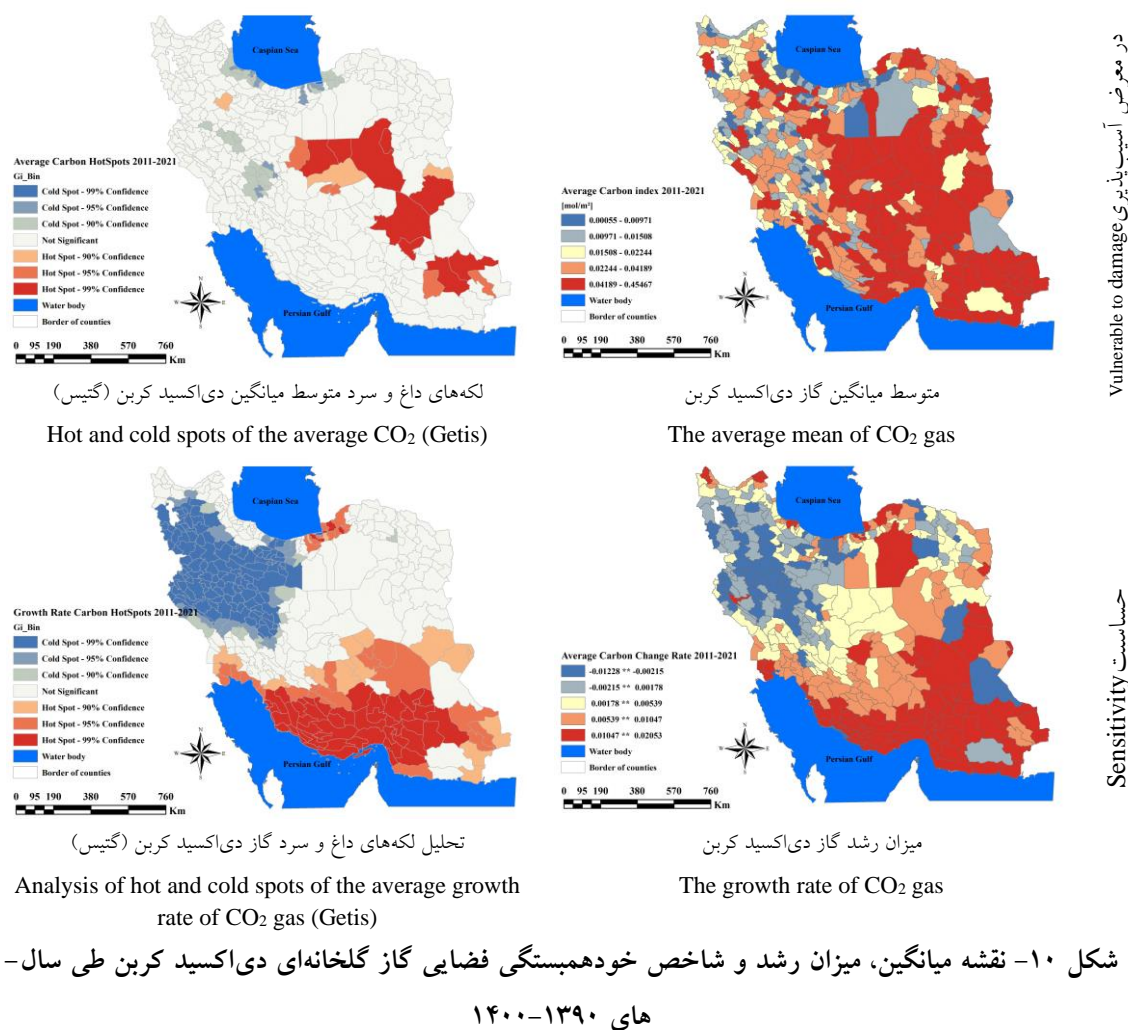 Caspian Sea
Average Carbon HotSpots 2011-2021
Gi_Bin
Cold Spot - 99% Confidence
Cold Spot - 95% Confidence
Cold Spot - 90% Confidence
Not Significant
Hot Spot - 90% Confidence
Hot Spot - 95% Confidence
Hot Spot - 99% Confidence
Water body
Border of counties
N
W E
S
Persian Gulf
0 95 190 380 570 760
Km
لکه‌های داغ و سرد متوسط میانگین دی‌اکسید کربن (گتیس)
Hot and cold spots of the average CO₂ (Getis)
Caspian Sea
Average Carbon index 2011-2021
[mol/m²]
0.00055 - 0.00971
0.00971 - 0.01508
0.01508 - 0.02244
0.02244 - 0.04189
0.04189 - 0.45467
Water body
Border of counties
N
W E
S
Persian Gulf
0 95 190 380 570 760
Km
متوسط میانگین گاز دی‌اکسید کربن
The average mean of CO₂ gas
در معرض آسیب‌پذیری
Vulnerable to damage
Caspian Sea
Growth Rate Carbon HotSpots 2011-2021
Gi_Bin
Cold Spot - 99% Confidence
Cold Spot - 95% Confidence
Cold Spot - 90% Confidence
Not Significant
Hot Spot - 90% Confidence
Hot Spot - 95% Confidence
Hot Spot - 99% Confidence
Water body
Border of counties
N
W E
S
Persian Gulf
0 95 190 380 570 760
Km
تحلیل لکه‌های داغ و سرد گاز دی‌اکسید کربن (گتیس)
Analysis of hot and cold spots of the average growth
rate of CO₂ gas (Getis)
Caspian Sea
Average Carbon Change Rate 2011-2021
-0.01228 ** -0.00215
-0.00215 ** 0.00178
0.00178 ** 0.00539
0.00539 ** 0.01047
0.01047 ** 0.02053
Water body
Border of counties
N
W E
S
Persian Gulf
0 95 190 380 570 760
Km
میزان رشد گاز دی‌اکسید کربن
The growth rate of CO₂ gas
حساسیت
Sensitivity
شکل ۱۰- نقشه میانگین، میزان رشد و شاخص خودهمبستگی فضایی گاز گلخانه‌ای دی‌اکسید کربن طی سال-
های ۱۳۹۰-۱۴۰۰